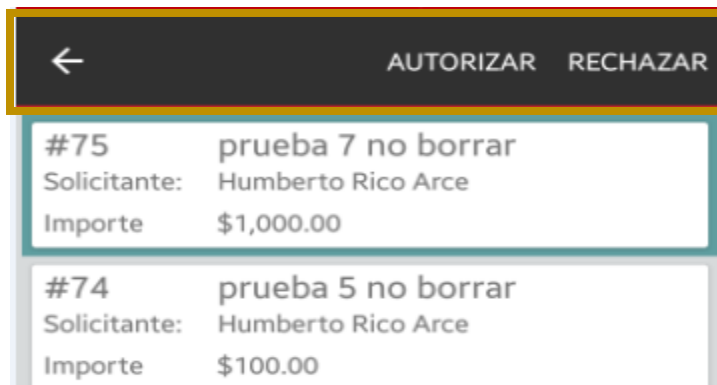 AUTORIZAR RECHAZAR
#75 prueba 7 no borrar
Solicitante: Humberto Rico Arce
Importe $1,000.00
#74 prueba 5 no borrar
Solicitante: Humberto Rico Arce
Importe $100.00